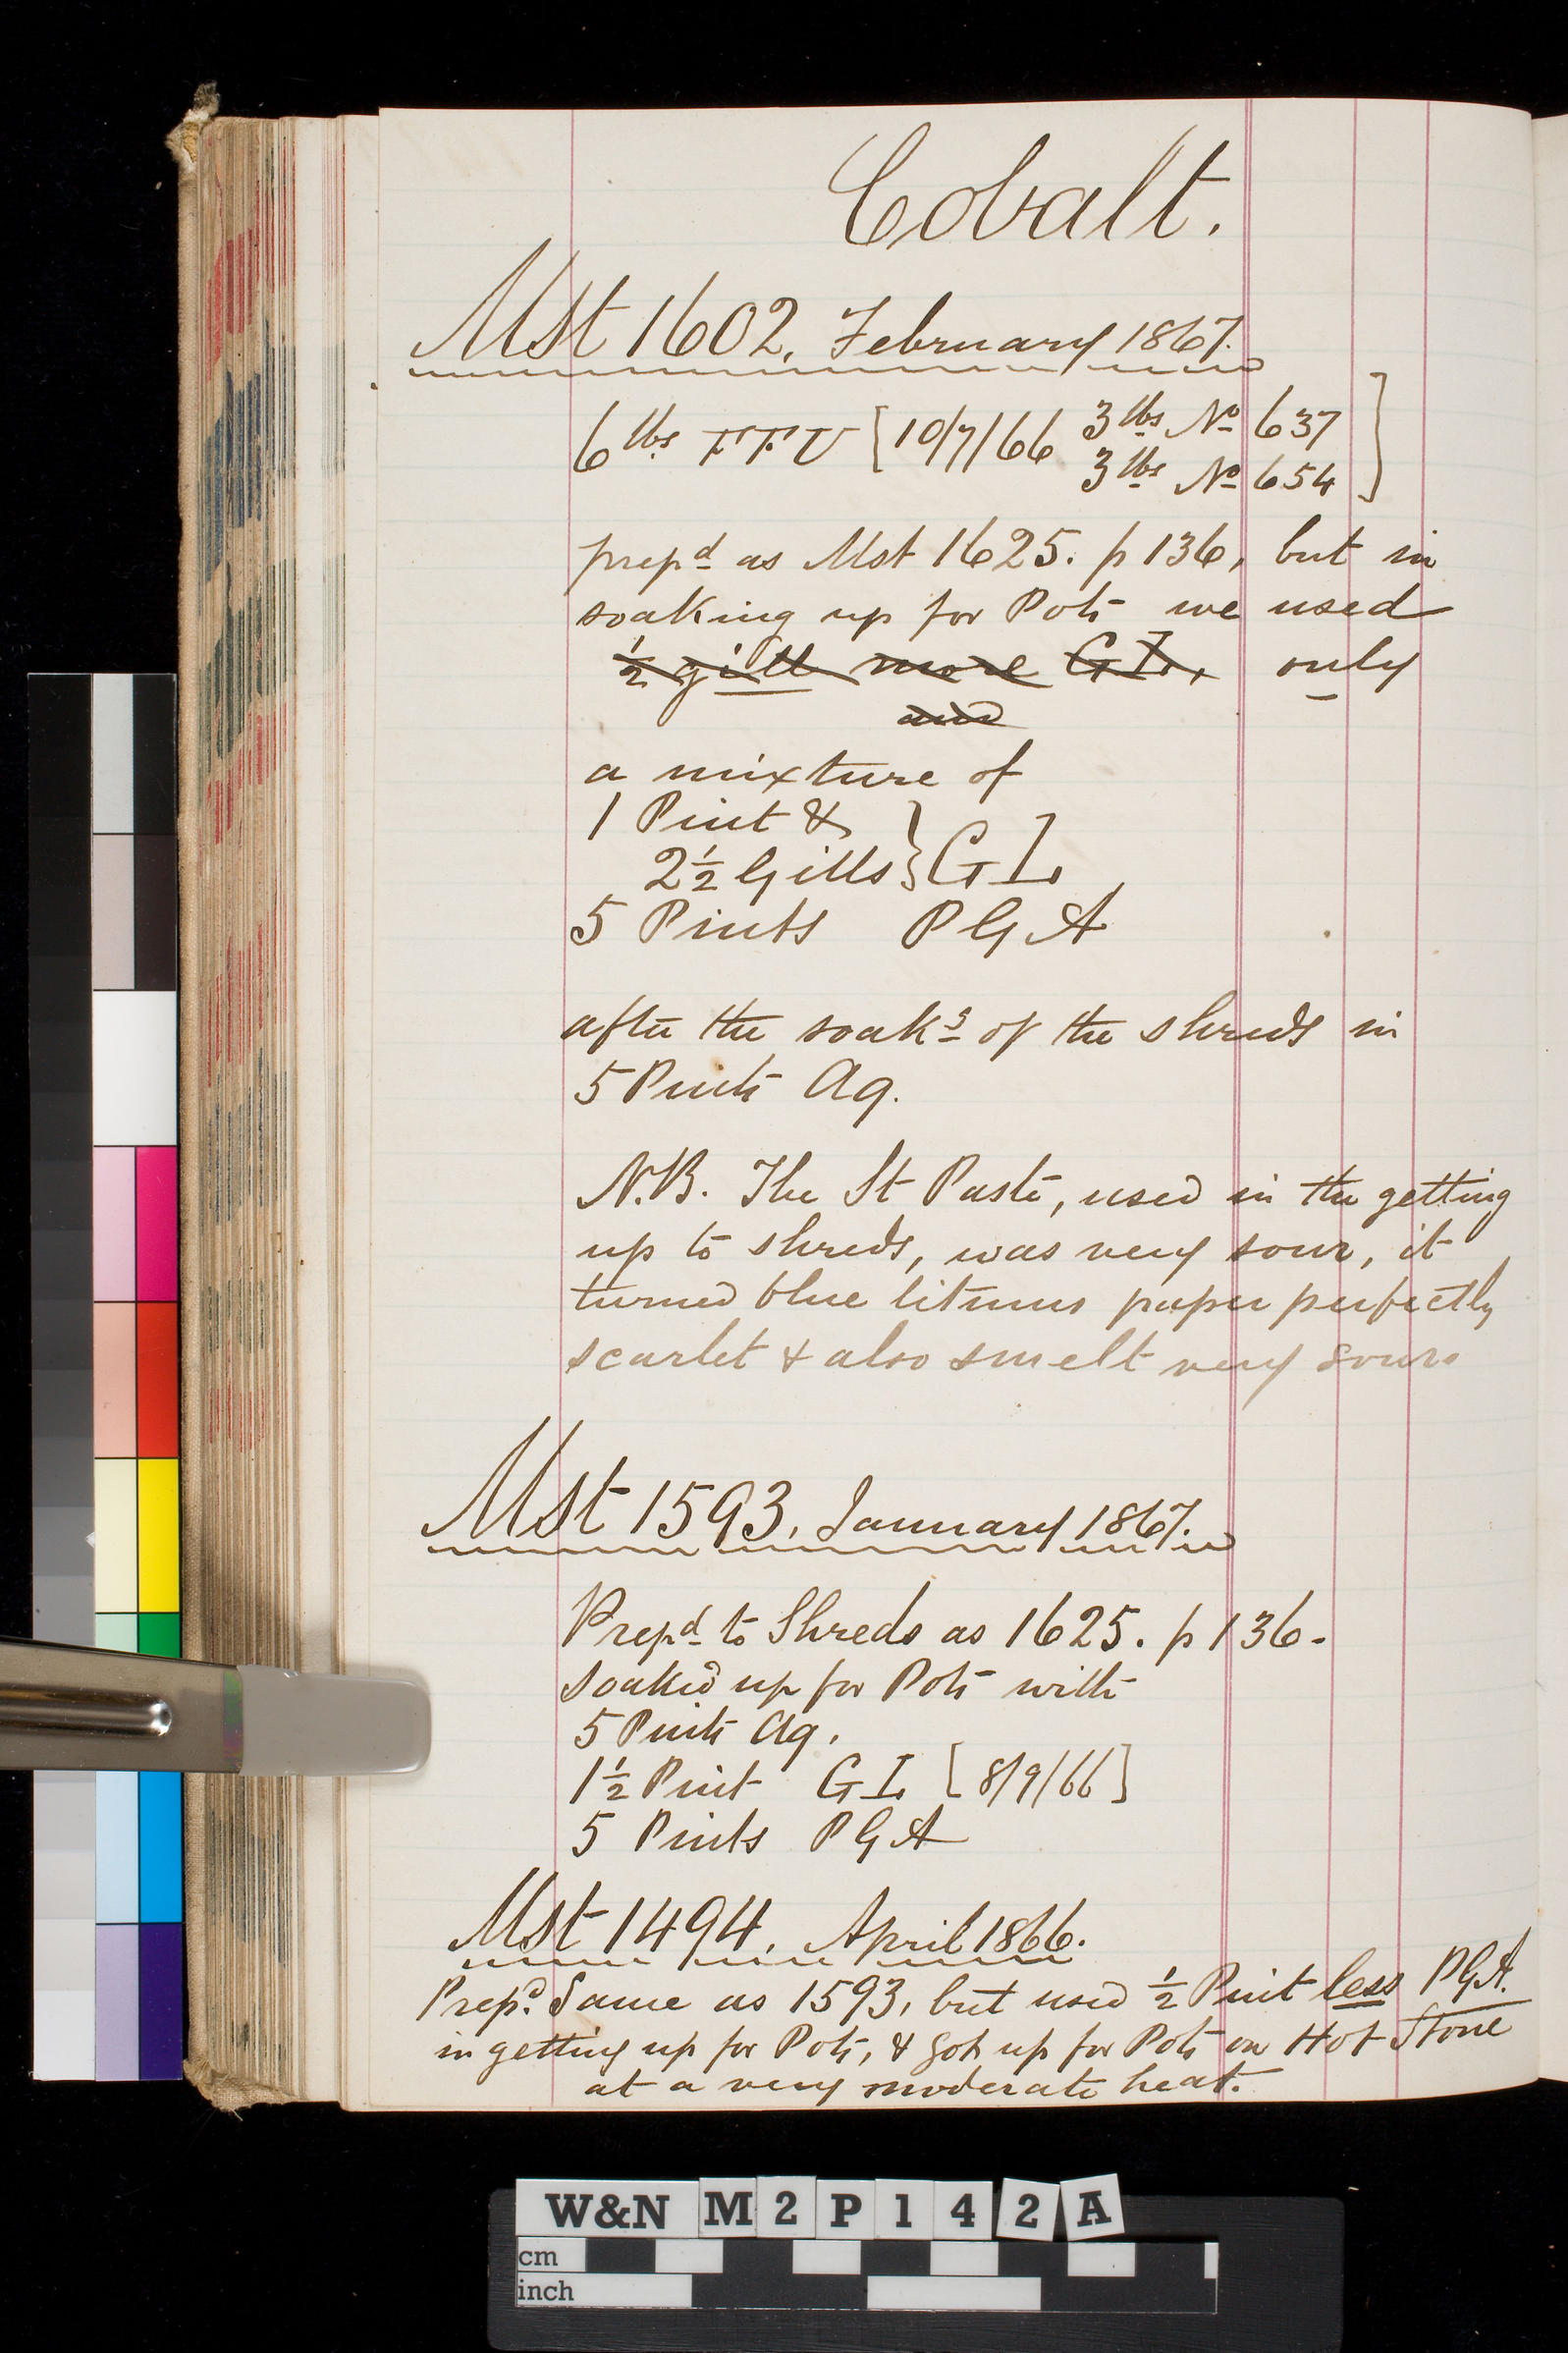 Cobalt.
Mst 1602. February 1867.
6 lbs FFU [10/7/66 3 lbs No 637
3 lbs No 654]
prepd as Mst 1625. p 136, but in
soaking up for Pots we used
½ gill more GI, only
and
a mixture of
1 Pint &
2½ Gills } GI
5 Pints PGA
after the soakg of the shreds in
5 Pints Aq.
N.B. The St Paste, used in the getting
up to shreds, was very sour, it
turned blue litmus paper perfectly
scarlet & also smelt very sour.
Mst 1593. January 1867.
Prepd to Shreds as 1625. p 136.
soaked up for Pots with
5 Pints Aq.
1½ Pint GI [8/9/66]
5 Pints PGA
Mst 1494. April 1866.
Prepd Same as 1593, but used ½ Pint less PGA.
in getting up for Pots, & got up for Pots on Hot Stone
at a very moderate heat.
W&N M2P142A
cm
inch